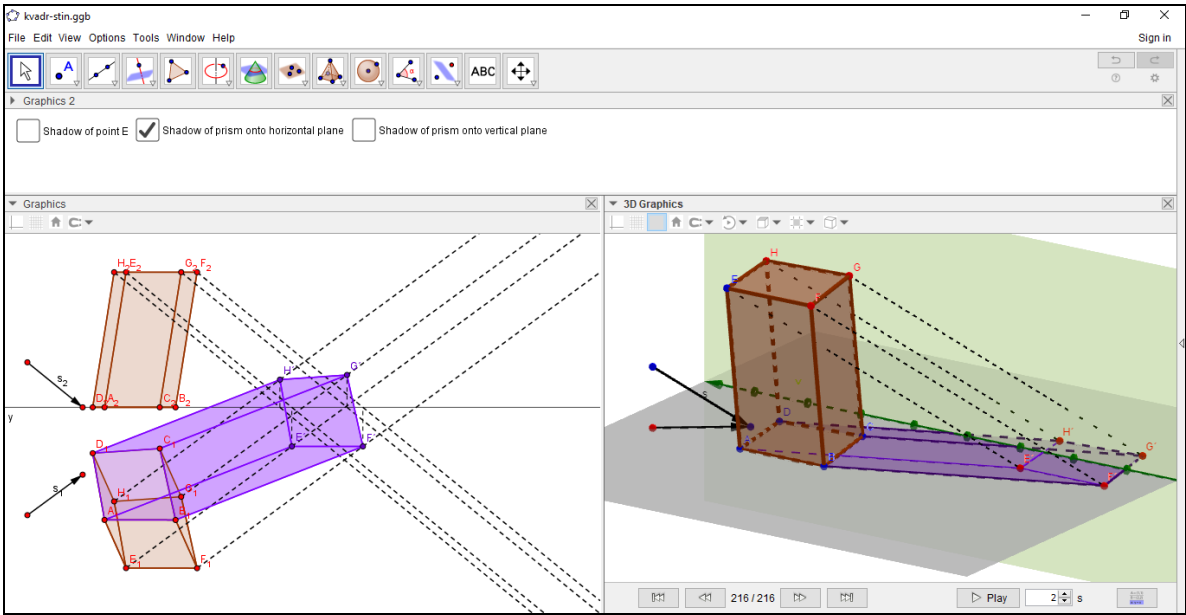 kvadr-stin.ggb
File Edit View Options Tools Window Help
Sign in
ABC
Graphics 2
Shadow of point E
Shadow of prism onto horizontal plane
Shadow of prism onto vertical plane
Graphics
3D Graphics
H₂ E₂ G₂ F₂
s₂
D A₂ C₂ B₂
y
H' G'
D₁ C₁
E F'
s₁
H₁ G₁
A B₁
E₁ F₁
H
E G
s
D
A
H´
G´
216 / 216
Play
2 s